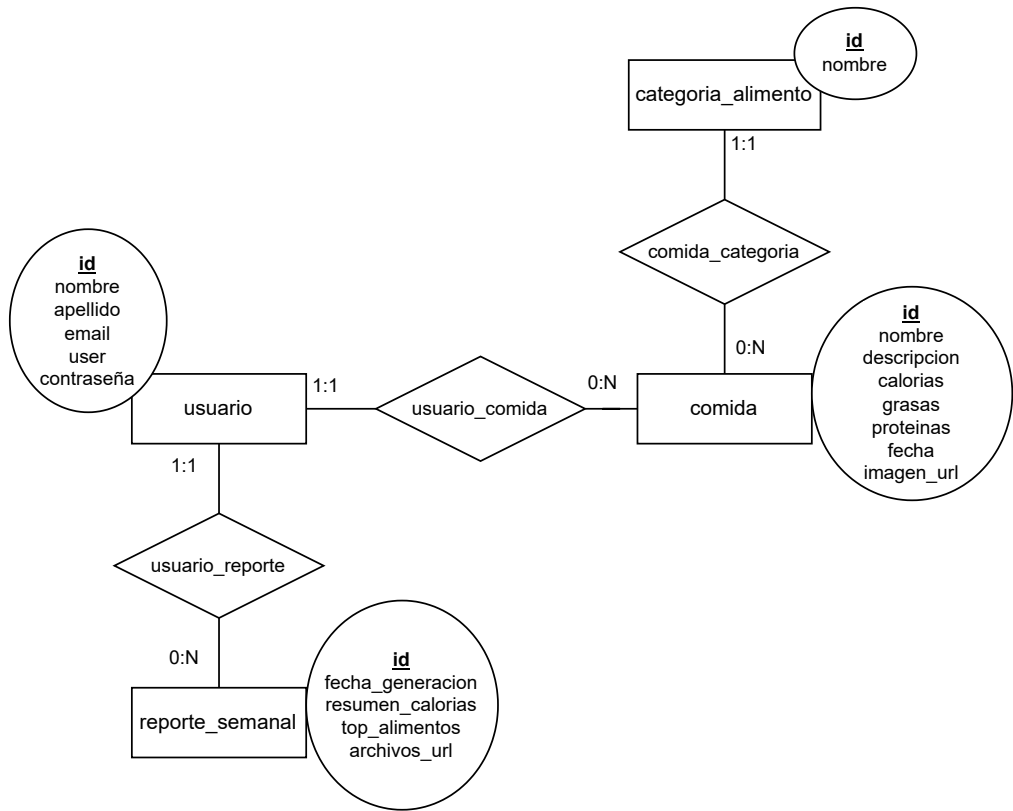 id
nombre
categoria_alimento
1:1
comida_categoria
0:N
id
nombre
apellido
email
user
contraseña
usuario
1:1
usuario_comida
0:N
comida
id
nombre
descripcion
calorias
grasas
proteinas
fecha
imagen_url
1:1
usuario_reporte
0:N
reporte_semanal
id
fecha_generacion
resumen_calorias
top_alimentos
archivos_url